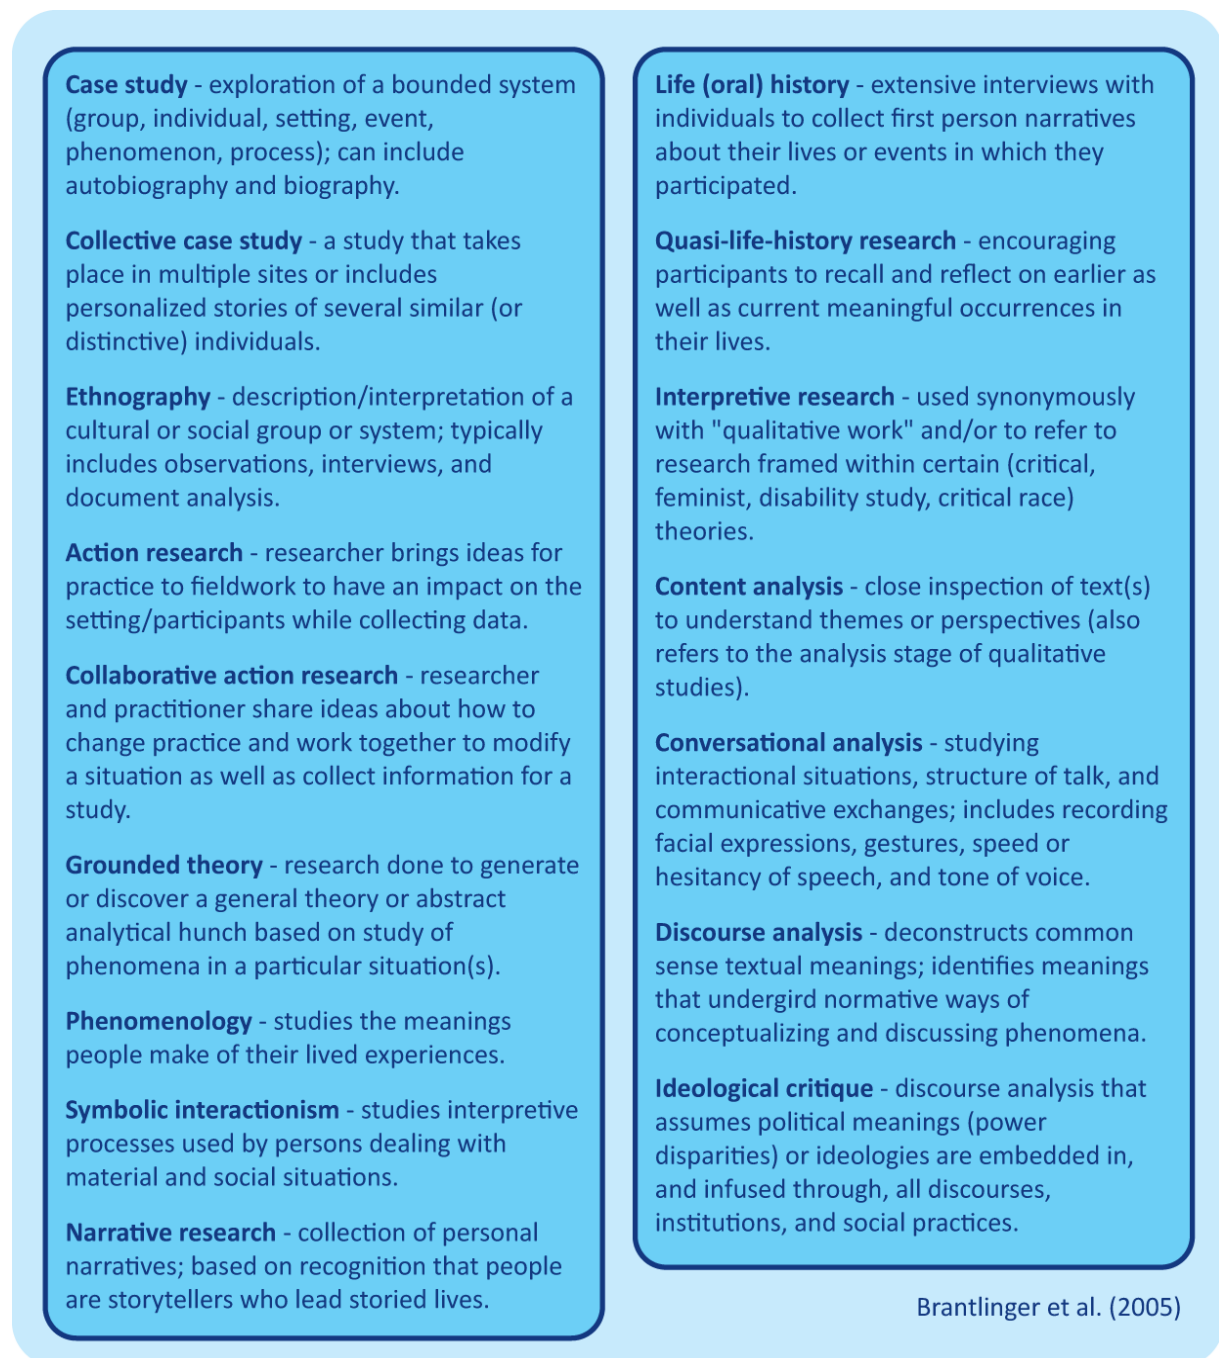 Case study - exploration of a bounded system
(group, individual, setting, event,
phenomenon, process); can include
autobiography and biography.
Collective case study - a study that takes
place in multiple sites or includes
personalized stories of several similar (or
distinctive) individuals.
Ethnography - description/interpretation of a
cultural or social group or system; typically
includes observations, interviews, and
document analysis.
Action research - researcher brings ideas for
practice to fieldwork to have an impact on the
setting/participants while collecting data.
Collaborative action research - researcher
and practitioner share ideas about how to
change practice and work together to modify
a situation as well as collect information for a
study.
Grounded theory - research done to generate
or discover a general theory or abstract
analytical hunch based on study of
phenomena in a particular situation(s).
Phenomenology - studies the meanings
people make of their lived experiences.
Symbolic interactionism - studies interpretive
processes used by persons dealing with
material and social situations.
Narrative research - collection of personal
narratives; based on recognition that people
are storytellers who lead storied lives.
Life (oral) history - extensive interviews with
individuals to collect first person narratives
about their lives or events in which they
participated.
Quasi-life-history research - encouraging
participants to recall and reflect on earlier as
well as current meaningful occurrences in
their lives.
Interpretive research - used synonymously
with "qualitative work" and/or to refer to
research framed within certain (critical,
feminist, disability study, critical race)
theories.
Content analysis - close inspection of text(s)
to understand themes or perspectives (also
refers to the analysis stage of qualitative
studies).
Conversational analysis - studying
interactional situations, structure of talk, and
communicative exchanges; includes recording
facial expressions, gestures, speed or
hesitancy of speech, and tone of voice.
Discourse analysis - deconstructs common
sense textual meanings; identifies meanings
that undergird normative ways of
conceptualizing and discussing phenomena.
Ideological critique - discourse analysis that
assumes political meanings (power
disparities) or ideologies are embedded in,
and infused through, all discourses,
institutions, and social practices.
Brantlinger et al. (2005)